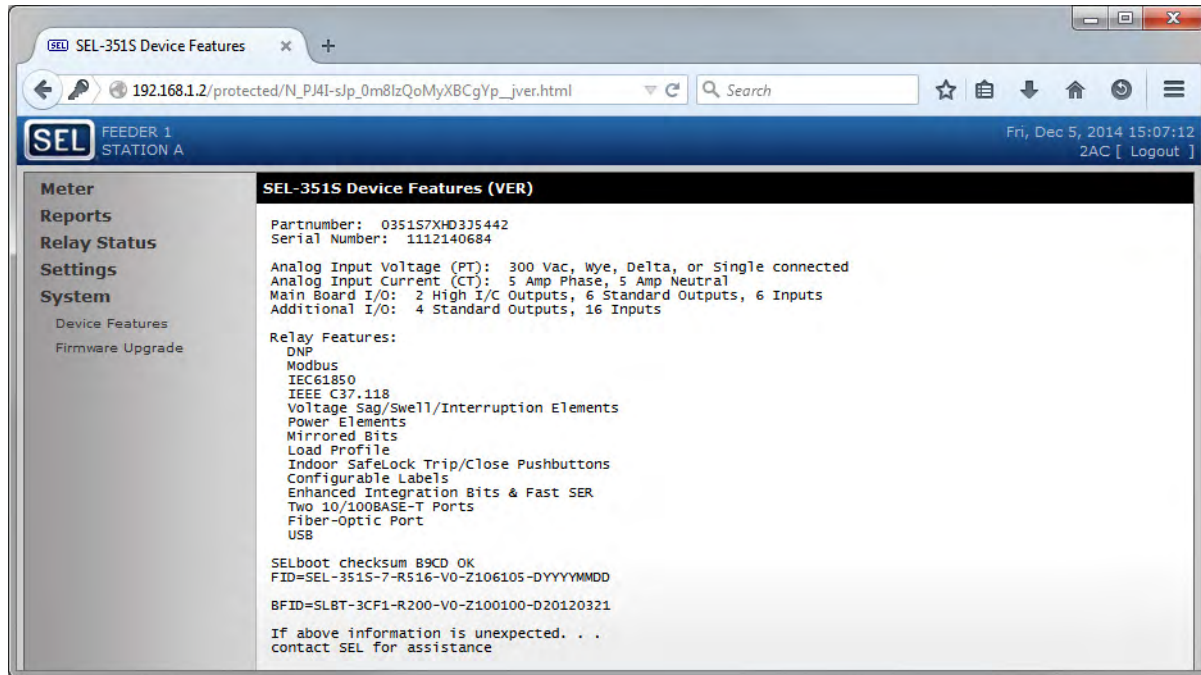 SEL SEL-351S Device Features
192.168.1.2/protected/N_PJ4I-sJp_0m8IzQoMyXBCgYp__jver.html
Search
SEL
FEEDER 1
STATION A
Fri, Dec 5, 2014 15:07:12
2AC [ Logout ]
Meter
Reports
Relay Status
Settings
System
Device Features
Firmware Upgrade
SEL-351S Device Features (VER)
Partnumber: 0351S7XHD3J5442
Serial Number: 1112140684
Analog Input Voltage (PT): 300 Vac, Wye, Delta, or Single connected
Analog Input Current (CT): 5 Amp Phase, 5 Amp Neutral
Main Board I/O: 2 High I/C Outputs, 6 Standard Outputs, 6 Inputs
Additional I/O: 4 Standard Outputs, 16 Inputs
Relay Features:
DNP
Modbus
IEC61850
IEEE C37.118
Voltage Sag/Swell/Interruption Elements
Power Elements
Mirrored Bits
Load Profile
Indoor SafeLock Trip/Close Pushbuttons
Configurable Labels
Enhanced Integration Bits & Fast SER
Two 10/100BASE-T Ports
Fiber-Optic Port
USB
SELboot checksum B9CD OK
FID=SEL-351S-7-R516-V0-Z106105-DYYYYMMDD
BFID=SLBT-3CF1-R200-V0-Z100100-D20120321
If above information is unexpected. . .
contact SEL for assistance